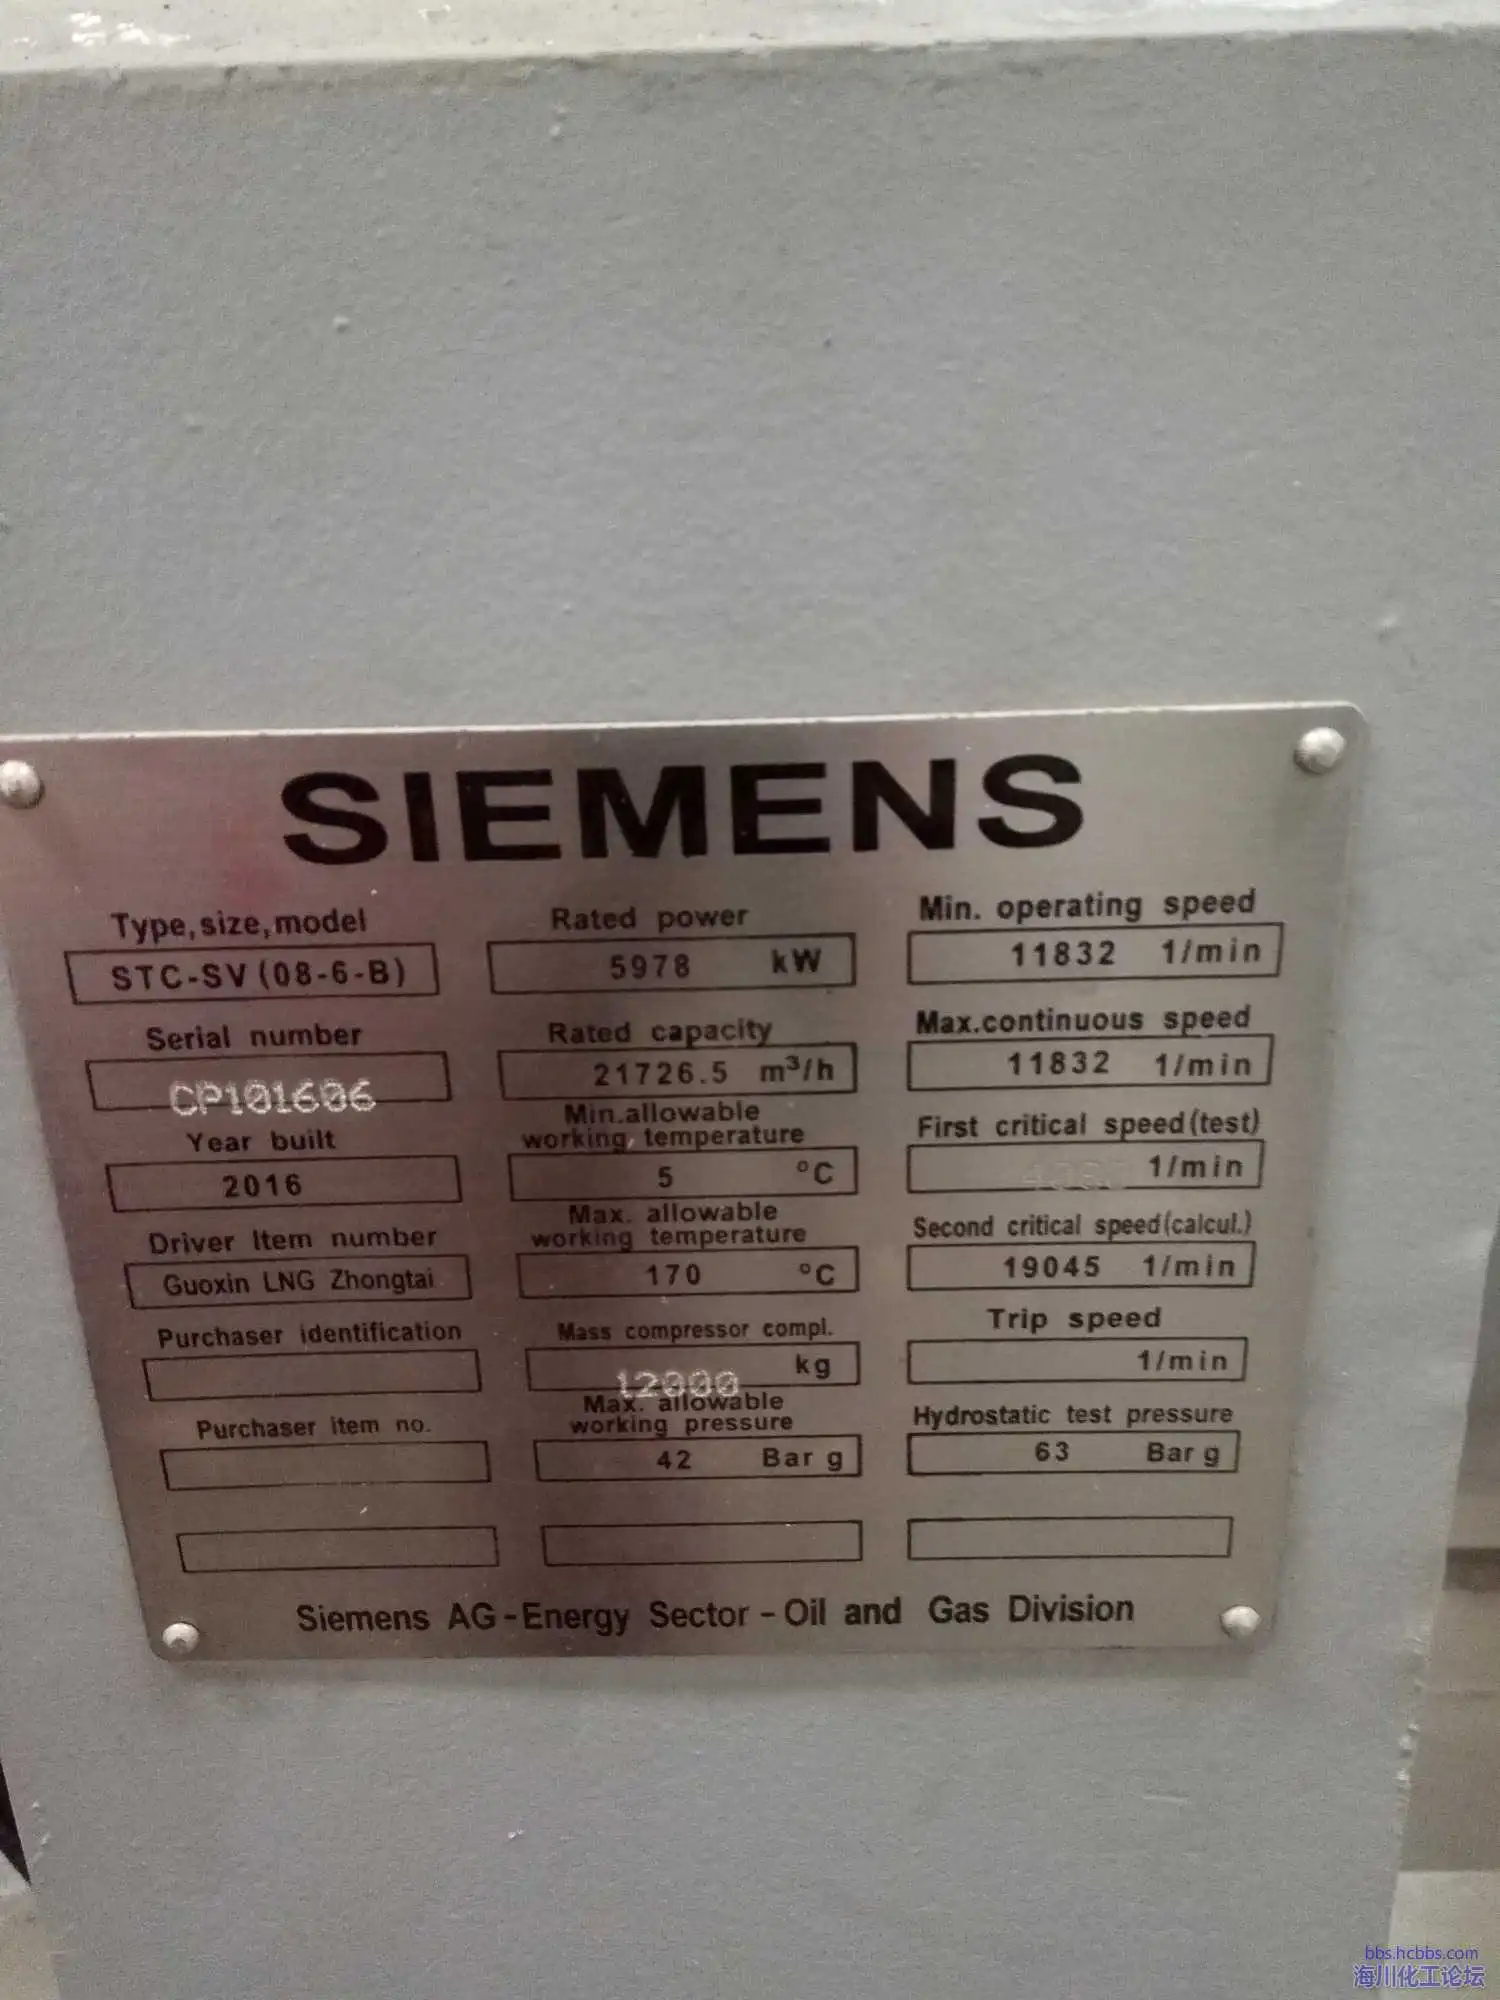 SIEMENS
Type,size,model
STC-SV(08-6-B)
Serial number
CP101606
Year built
2016
Driver Item number
Guoxin LNG Zhongtai
Purchaser identification
Purchaser item no.
Rated power
5978 kW
Rated capacity
21726.5 m³/h
Min.allowable
working temperature
5 °C
Max. allowable
working temperature
170 °C
Mass compressor compl.
12000 kg
Max. allowable
working pressure
42 Bar g
Min. operating speed
11832 1/min
Max.continuous speed
11832 1/min
First critical speed(test)
1/min
Second critical speed(calcul.)
19045 1/min
Trip speed
1/min
Hydrostatic test pressure
63 Bar g
Siemens AG-Energy Sector-Oil and Gas Division
bbs.hcbbs.com
海川化工论坛